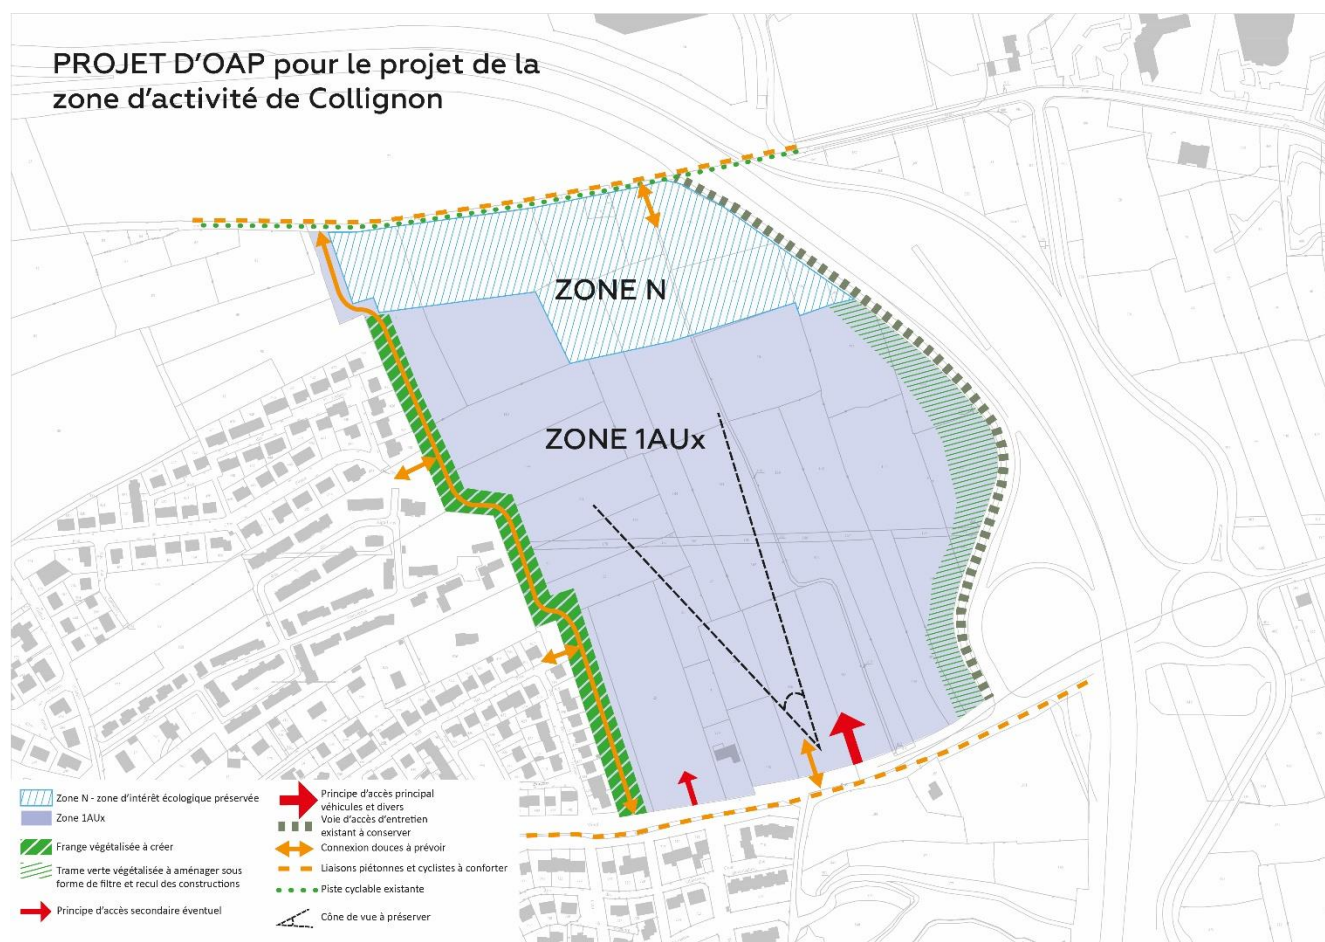 PROJET D'OAP pour le projet de la
zone d'activité de Collignon
ZONE N
ZONE 1AUx
Zone N - zone d'intérêt écologique préservée
Zone 1AUx
Frange végétalisée à créer
Trame verte végétalisée à aménager sous
forme de filtre et recul des constructions
Principe d'accès secondaire éventuel
Principe d'accès principal
véhicules et divers
Voie d'accès d'entretien
existant à conserver
Connexion douces à prévoir
Liaisons piétonnes et cyclistes à conforter
Piste cyclable existante
Cône de vue à préserver